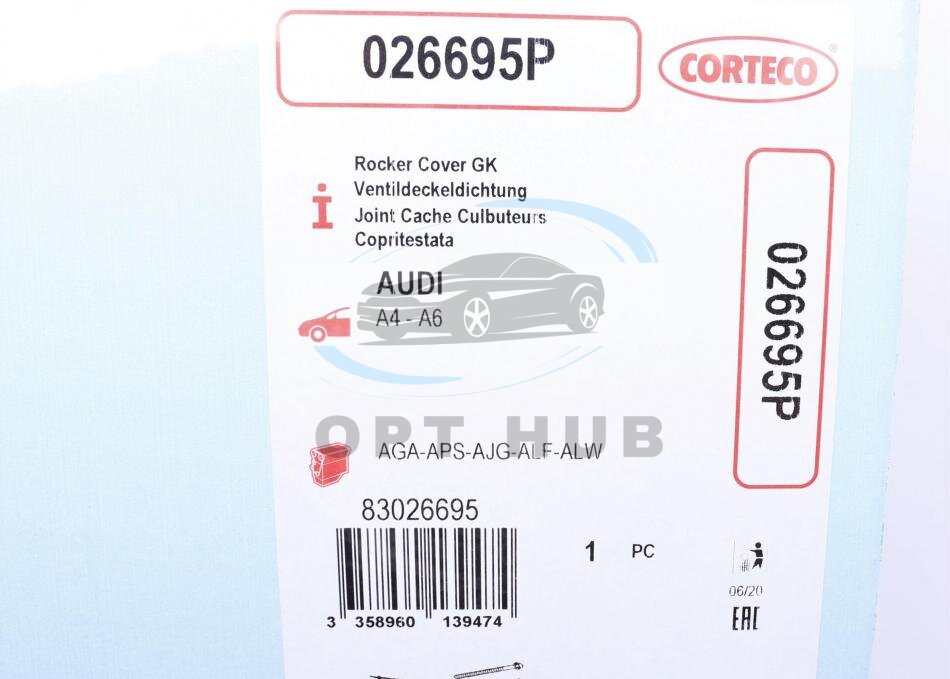 026695P
CORTECO®
Rocker Cover GK
Ventildeckeldichtung
Joint Cache Culbuteurs
Copritestata
AUDI
A4 - A6
026695P
OPT HUB
AGA-APS-AJG-ALF-ALW
83026695
1 PC
3 358960 139474
06/20
EAC